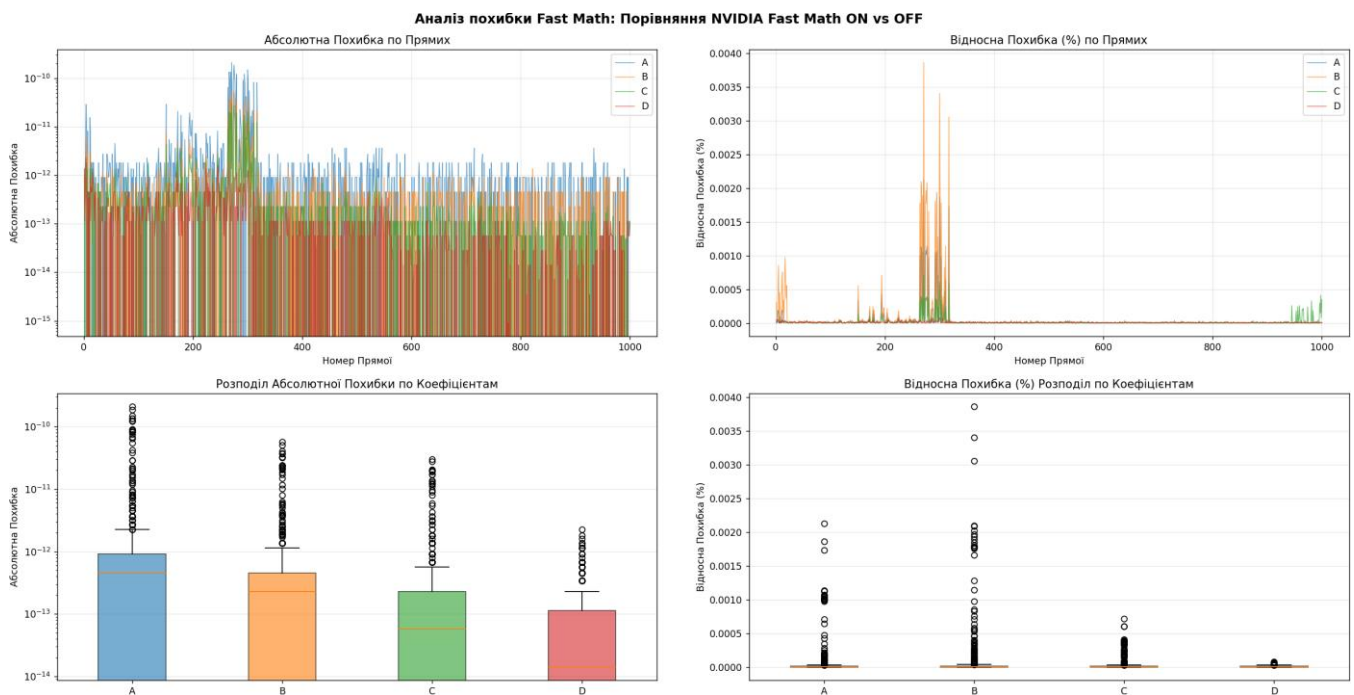 Аналіз похибки Fast Math: Порівняння NVIDIA Fast Math ON vs OFF
Абсолютна Похибка по Прямих
Абсолютна Похибка
10⁻¹⁰
10⁻¹¹
10⁻¹²
10⁻¹³
10⁻¹⁴
10⁻¹⁵
0
200
400
600
800
1000
Номер Прямої
A
B
C
D
Відносна Похибка (%) по Прямих
Відносна Похибка (%)
0.0040
0.0035
0.0030
0.0025
0.0020
0.0015
0.0010
0.0005
0.0000
0
200
400
600
800
1000
Номер Прямої
A
B
C
D
Розподіл Абсолютної Похибки по Коефіцієнтам
Абсолютна Похибка
10⁻¹⁰
10⁻¹¹
10⁻¹²
10⁻¹³
10⁻¹⁴
A
B
C
D
Відносна Похибка (%) Розподіл по Коефіцієнтам
Відносна Похибка (%)
0.0040
0.0035
0.0030
0.0025
0.0020
0.0015
0.0010
0.0005
0.0000
A
B
C
D